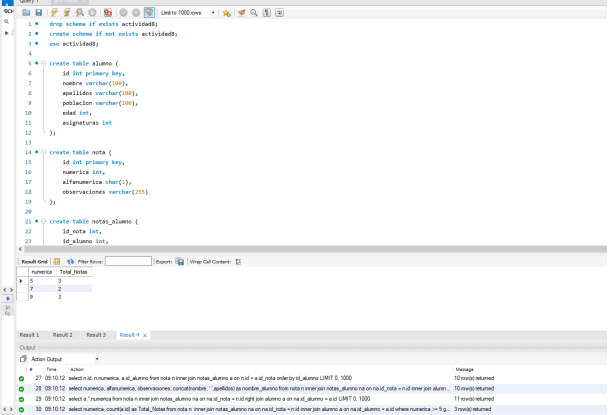 Query 1
Limit to 1000 rows
1 drop schema if exists actividad8;
2 create schema if not exists actividad8;
3 use actividad8;
4
5 create table alumno (
6 id int primary key,
7 nombre varchar(100),
8 apellidos varchar(100),
9 poblacion varchar(100),
10 edad int,
11 asignaturas int
12 );
13
14 create table nota (
15 id int primary key,
16 numerica int,
17 alfanumerica char(1),
18 observaciones varchar(255)
19 );
20
21 create table notas_alumno (
22 id_nota int,
23 id_alumno int,
Result Grid Filter Rows: Export: Wrap Cell Content:
numerica Total_Notas
5 3
7 2
9 3
Result 1 Result 2 Result 3 Result 4
Output
Action Output
# Time Action Message
27 09:10:12 select n.id, n.numerica, a.id_alumno from nota n inner join notas_alumno a on n.id = a.id_nota order by id_alumno LIMIT 0, 1000 10 row(s) returned
28 09:10:12 select numerica, alfanumerica, observaciones, concat(nombre,' ',apellidos) as nombre_alumno from nota n inner join notas_alumno na on na.id_nota = n.id inner join alumn... 10 row(s) returned
29 09:10:12 select a.*,numerica from nota n inner join notas_alumno na on na.id_nota = n.id right join alumno a on na.id_alumno = a.id LIMIT 0, 1000 11 row(s) returned
30 09:10:12 select numerica, count(a.id) as Total_Notas from nota n inner join notas_alumno na on na.id_nota = n.id inner join alumno a on na.id_alumno = a.id where numerica >= 5 g... 3 row(s) returned